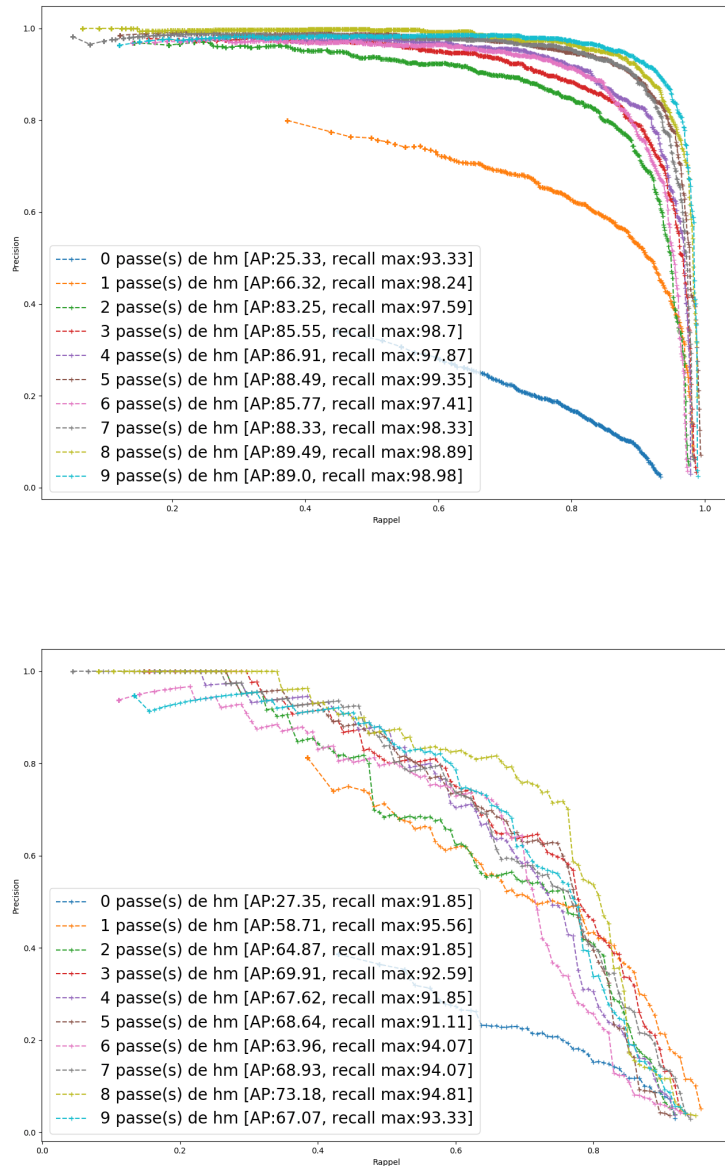 1.0
0.8
0.6
0.4
0.2
0.0
Precision
0 passe(s) de hm [AP:25.33, recall max:93.33]
1 passe(s) de hm [AP:66.32, recall max:98.24]
2 passe(s) de hm [AP:83.25, recall max:97.59]
3 passe(s) de hm [AP:85.55, recall max:98.7]
4 passe(s) de hm [AP:86.91, recall max:97.87]
5 passe(s) de hm [AP:88.49, recall max:99.35]
6 passe(s) de hm [AP:85.77, recall max:97.41]
7 passe(s) de hm [AP:88.33, recall max:98.33]
8 passe(s) de hm [AP:89.49, recall max:98.89]
9 passe(s) de hm [AP:89.0, recall max:98.98]
0.2 0.4 0.6 0.8 1.0
Rappel
1.0
0.8
0.6
0.4
0.2
0.0
Precision
0 passe(s) de hm [AP:27.35, recall max:91.85]
1 passe(s) de hm [AP:58.71, recall max:95.56]
2 passe(s) de hm [AP:64.87, recall max:91.85]
3 passe(s) de hm [AP:69.91, recall max:92.59]
4 passe(s) de hm [AP:67.62, recall max:91.85]
5 passe(s) de hm [AP:68.64, recall max:91.11]
6 passe(s) de hm [AP:63.96, recall max:94.07]
7 passe(s) de hm [AP:68.93, recall max:94.07]
8 passe(s) de hm [AP:73.18, recall max:94.81]
9 passe(s) de hm [AP:67.07, recall max:93.33]
0.0 0.2 0.4 0.6 0.8
Rappel